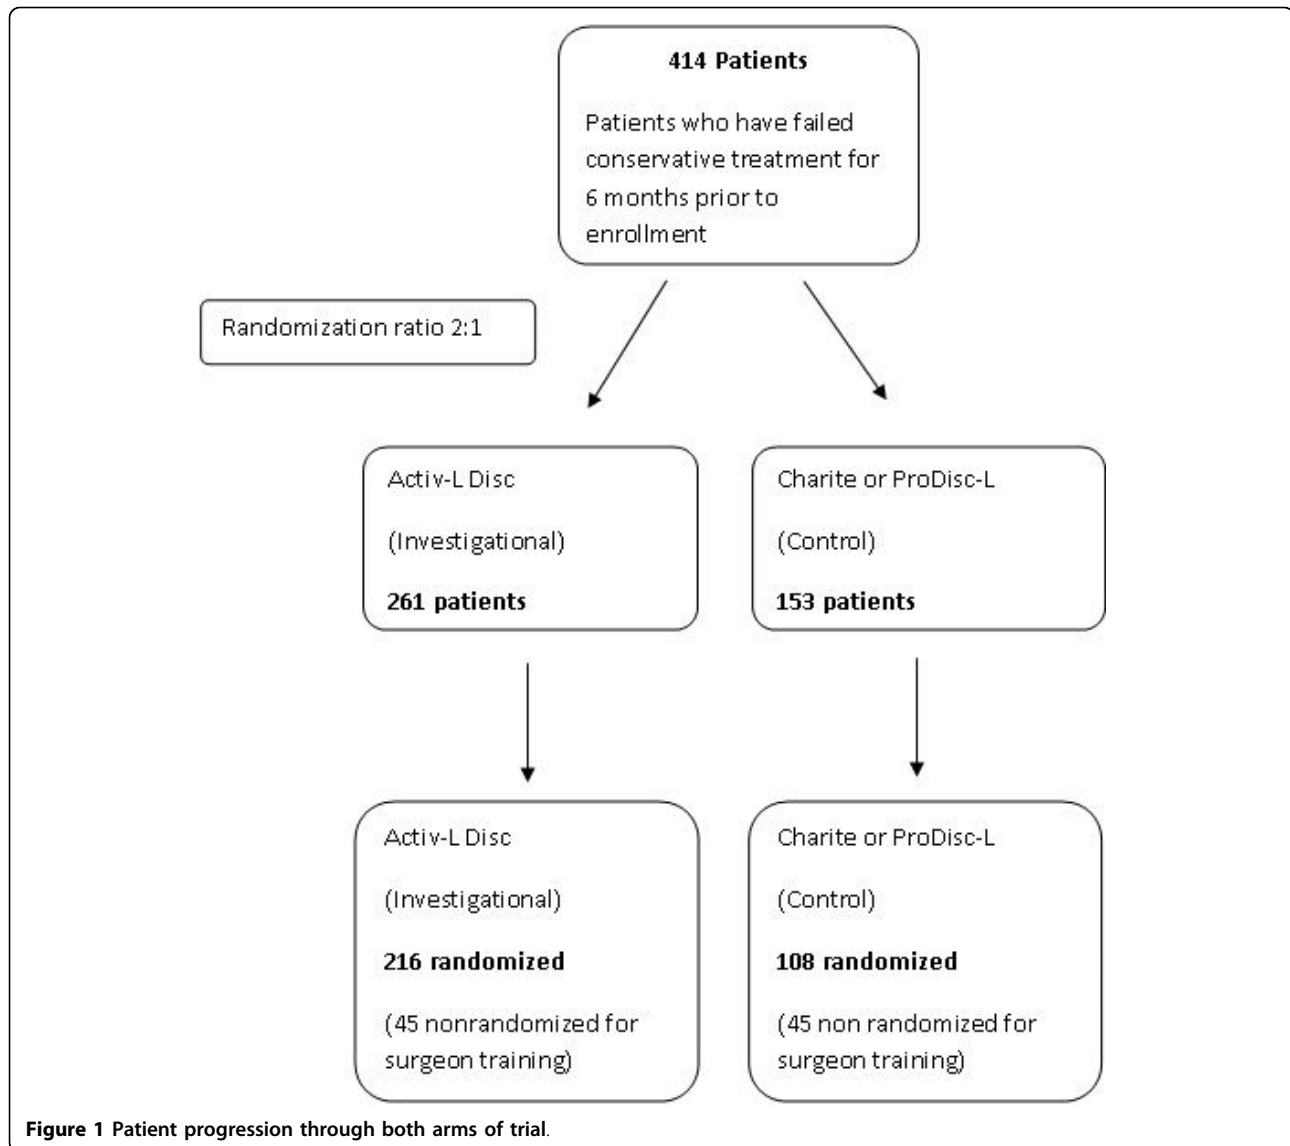 414 Patients
Patients who have failed
conservative treatment for
6 months prior to
enrollment
Randomization ratio 2:1
Activ-L Disc
(Investigational)
261 patients
Charite or ProDisc-L
(Control)
153 patients
Activ-L Disc
(Investigational)
216 randomized
(45 nonrandomized for
surgeon training)
Charite or ProDisc-L
(Control)
108 randomized
(45 non randomized for
surgeon training)
Figure 1 Patient progression through both arms of trial.